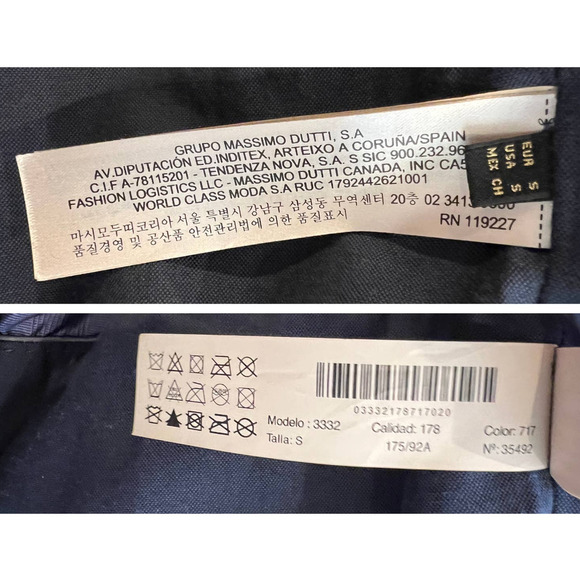 GRUPO MASSIMO DUTTI, S.A
AV.DIPUTACIÓN ED.INDITEX, ARTEIXO A CORUÑA/SPAIN
C.I.F A-78115201 - TENDENZA NOVA, S.A. S SIC 900.232.96
FASHION LOGISTICS LLC - MASSIMO DUTTI CANADA, INC CA5
WORLD CLASS MODA S.A RUC 1792442621001
마시모두띠코리아 서울 특별시 강남구 삼성동 무역센터 20층 02 3413
품질경영 및 공산품 안전관리법에 의한 품질표시
RN 119227
EUR S
USA S
MEX CH
03332178717020
Modelo : 3332 Calidad: 178 Color: 717
Talla: S 175/92A Nº: 35492